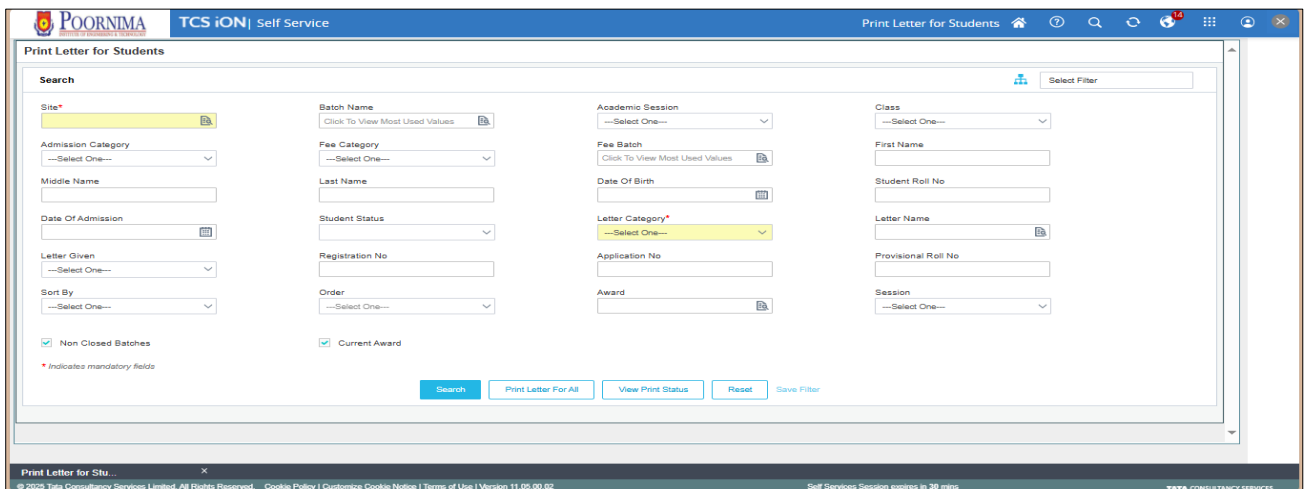 POORNIMA
INSTITUTE OF ENGINEERING & TECHNOLOGY
TCS iON| Self Service
Print Letter for Students
14
Print Letter for Students
Search
Select Filter
Site* Batch Name Academic Session Class
Click To View Most Used Values ---Select One--- ---Select One---
Admission Category Fee Category Fee Batch First Name
---Select One--- ---Select One--- Click To View Most Used Values
Middle Name Last Name Date Of Birth Student Roll No
Date Of Admission Student Status Letter Category* Letter Name
---Select One---
Letter Given Registration No Application No Provisional Roll No
---Select One---
Sort By Order Award Session
---Select One--- ---Select One--- ---Select One---
Non Closed Batches Current Award
* Indicates mandatory fields
Search Print Letter For All View Print Status Reset Save Filter
Print Letter for Stu... ×
© 2025 Tata Consultancy Services Limited. All Rights Reserved. Cookie Policy | Customize Cookie Notice | Terms of Use | Version 11.05.00.02 Self Services Session expires in 30 mins TATA CONSULTANCY SERVICES